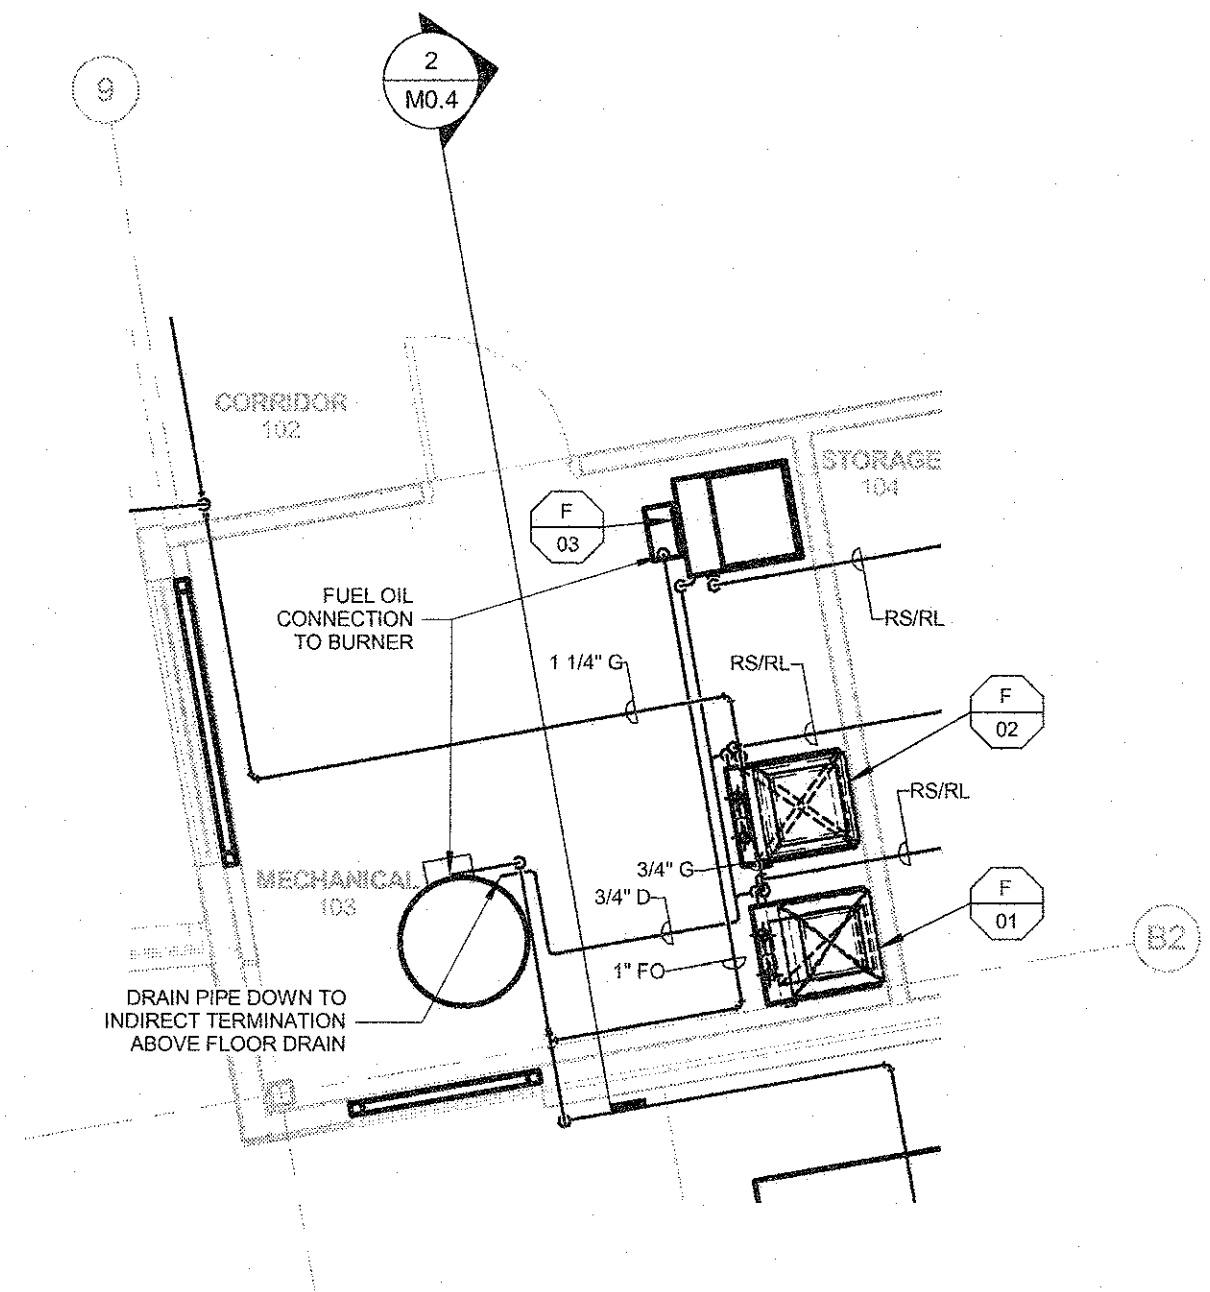 2
M0.4
9
CORRIDOR
102
STORAGE
104
F
03
FUEL OIL
CONNECTION
TO BURNER
RS/RL
1 1/4" G
RS/RL
F
02
RS/RL
3/4" G
MECHANICAL
103
3/4" D
F
01
B2
1" FO
DRAIN PIPE DOWN TO
INDIRECT TERMINATION
ABOVE FLOOR DRAIN